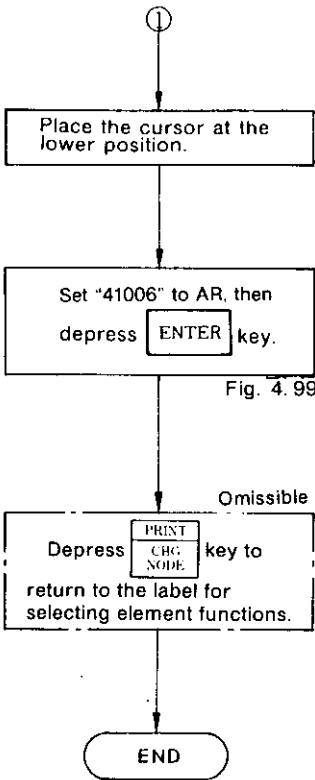 1
Place the cursor at the
lower position.
Set "41006" to AR, then
depress ENTER key.
Fig. 4.99
Omissible
PRINT
Depress CHG NODE key to
return to the label for
selecting element functions.
END